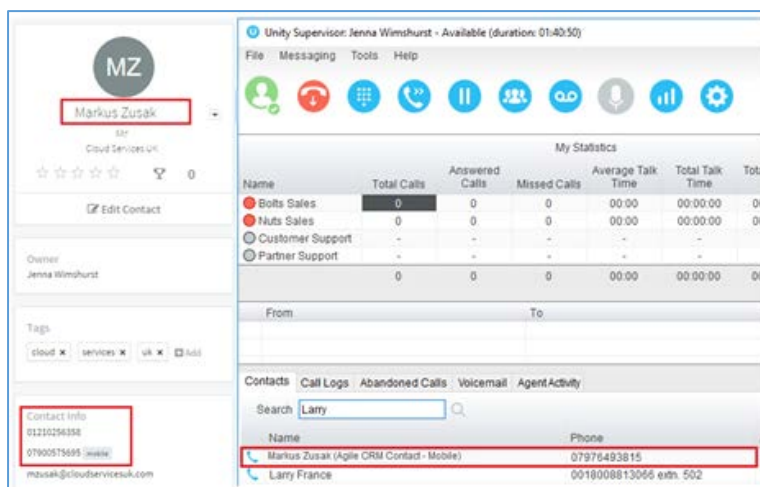 MZ
Markus Zusak
Mr
Cloud Services UK
0
Edit Contact
Owner
Jenna Wimshurst
Tags
cloud x services x uk x Add
Contact Info
01210256358
07900575695 mobile
mzusak@cloudservicesuk.com
Unity Supervisor: Jenna Wimshurst - Available (duration: 01:40:50)
File Messaging Tools Help
My Statistics
Name Total Calls Answered Calls Missed Calls Average Talk Time Total Talk Time
Bolts Sales 0 0 0 00:00 00:00:00
Nuts Sales 0 0 0 00:00 00:00:00
Customer Support - - - - -
Partner Support - - - - -
0 0 0 00:00 00:00:00
From To
Contacts Call Logs Abandoned Calls Voicemail Agent Activity
Search Larry
Name Phone
Markus Zusak (Agile CRM Contact - Mobile) 07976493815
Larry France 0018008813066 extn. 502